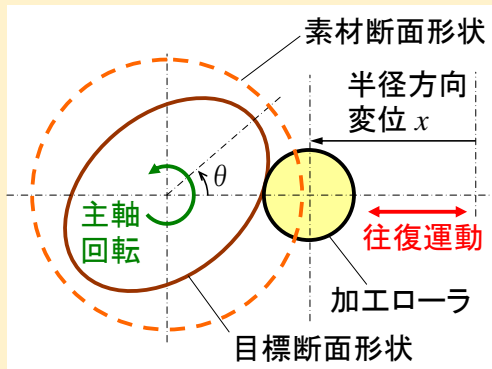 素材断面形状
半径方向
変位 x
θ
主軸
回転
往復運動
加工ローラ
目標断面形状